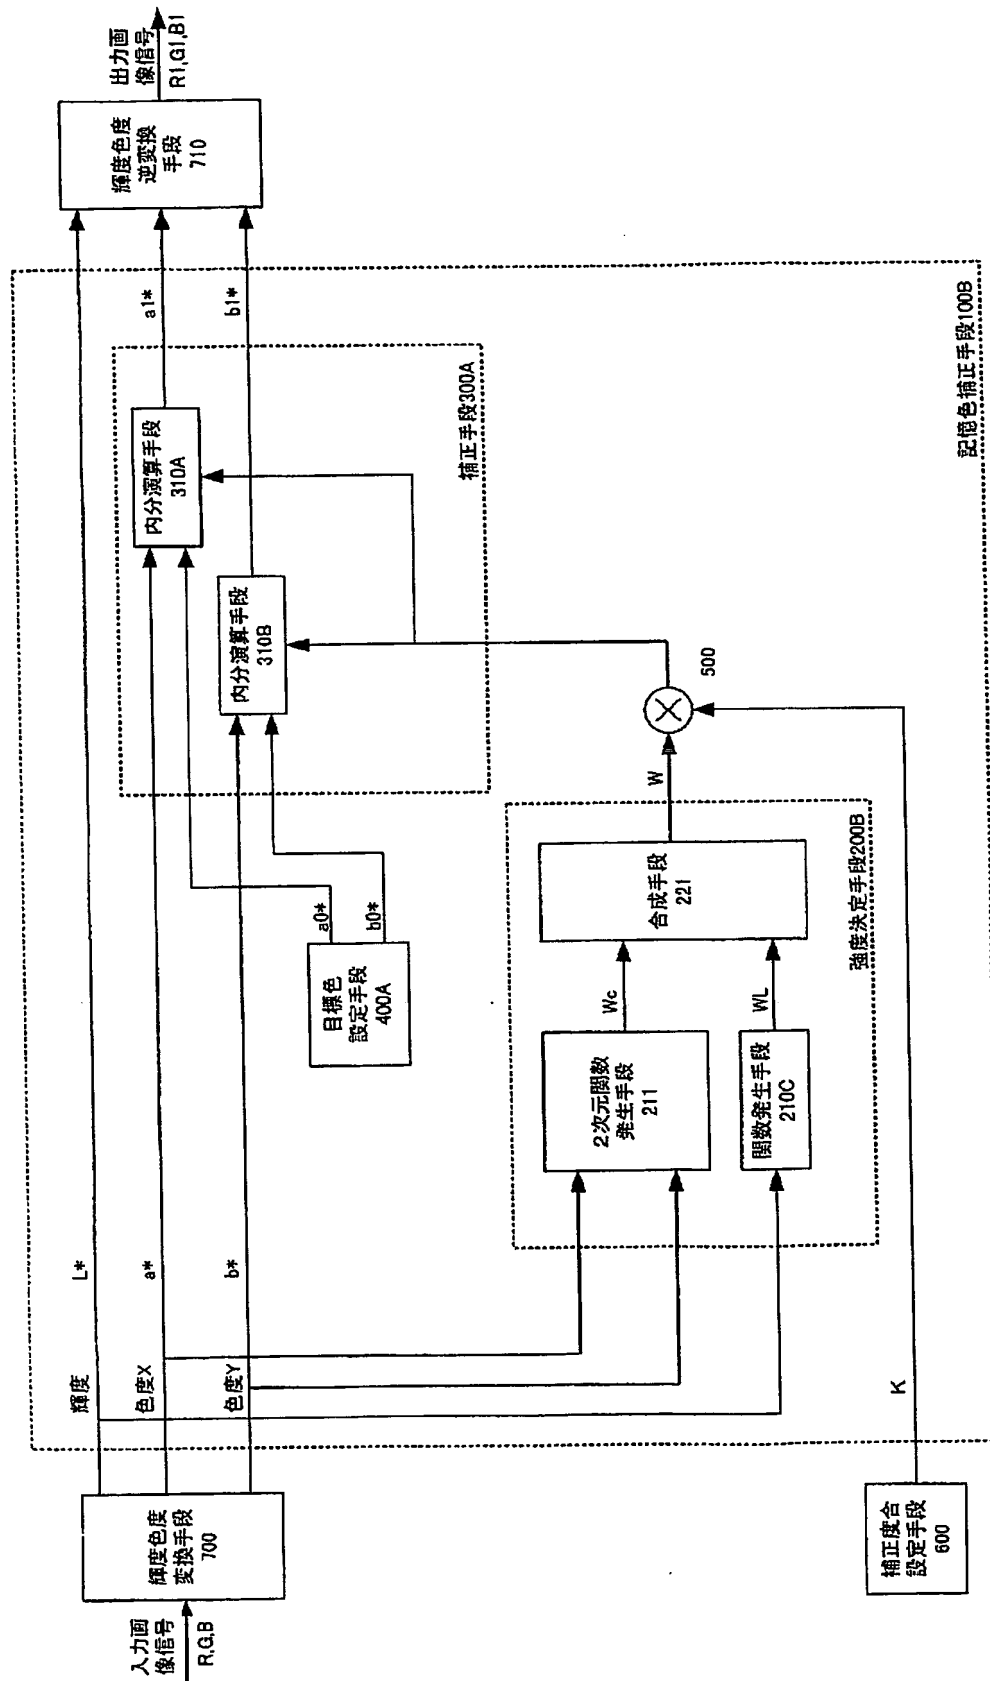 入力画
像信号
R,G,B
輝度色度
変換手段
700
輝度
L*
色度X
a*
色度Y
b*
目標色
設定手段
400A
a0*
b0*
内分演算手段
310A
内分演算手段
310B
補正手段300A
a1*
b1*
輝度色度
逆変換
手段
710
出力画
像信号
R1,G1,B1
2次元関数
発生手段
211
関数発生手段
210C
Wc
WL
合成手段
221
強度決定手段200B
W
500
K
補正度合
設定手段
600
記憶色補正手段100B